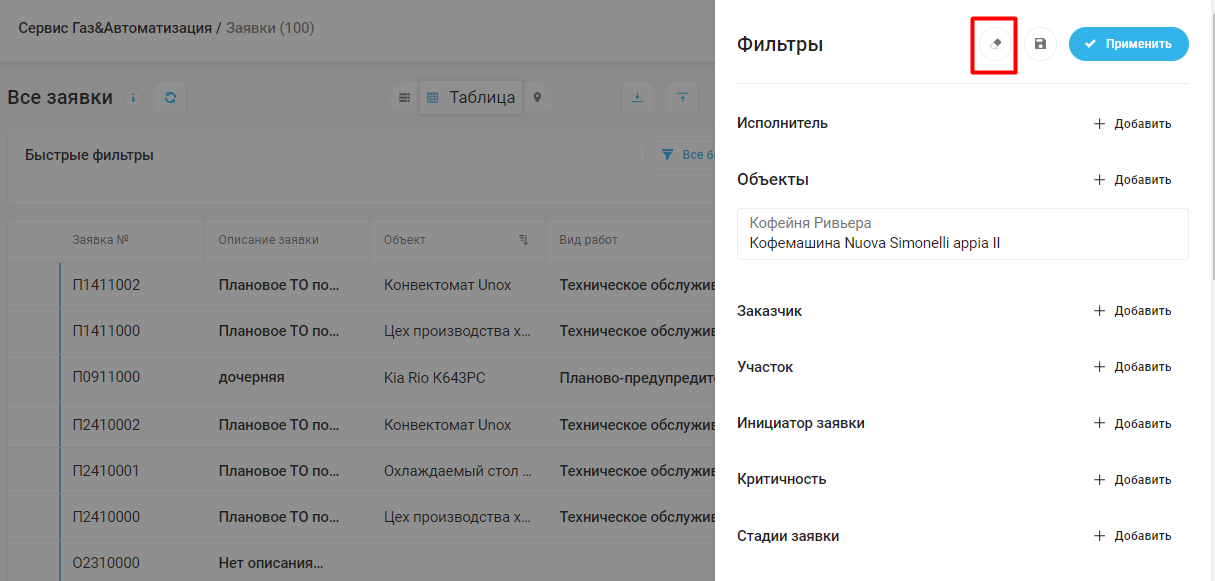 Сервис Газ&Автоматизация / Заявки (100)
Все заявки
Таблица
Быстрые фильтры
Все б
Заявка №
Описание заявки
Объект
Вид работ
П1411002
Плановое ТО по...
Конвектомат Unox
Техническое обслужив
П1411000
Плановое ТО по...
Цех производства х...
Техническое обслужив
П0911000
дочерняя
Kia Rio К643РС
Планово-предупредите
П2410002
Плановое ТО по...
Конвектомат Unox
Техническое обслужив
П2410001
Плановое ТО по...
Охлаждаемый стол ...
Техническое обслужив
П2410000
Плановое ТО по...
Цех производства х...
Техническое обслужив
О2310000
Нет описания...
Фильтры
Применить
Исполнитель
+ Добавить
Объекты
+ Добавить
Кофейня Ривьера
Кофемашина Nuova Simonelli appia II
Заказчик
+ Добавить
Участок
+ Добавить
Инициатор заявки
+ Добавить
Критичность
+ Добавить
Стадии заявки
+ Добавить